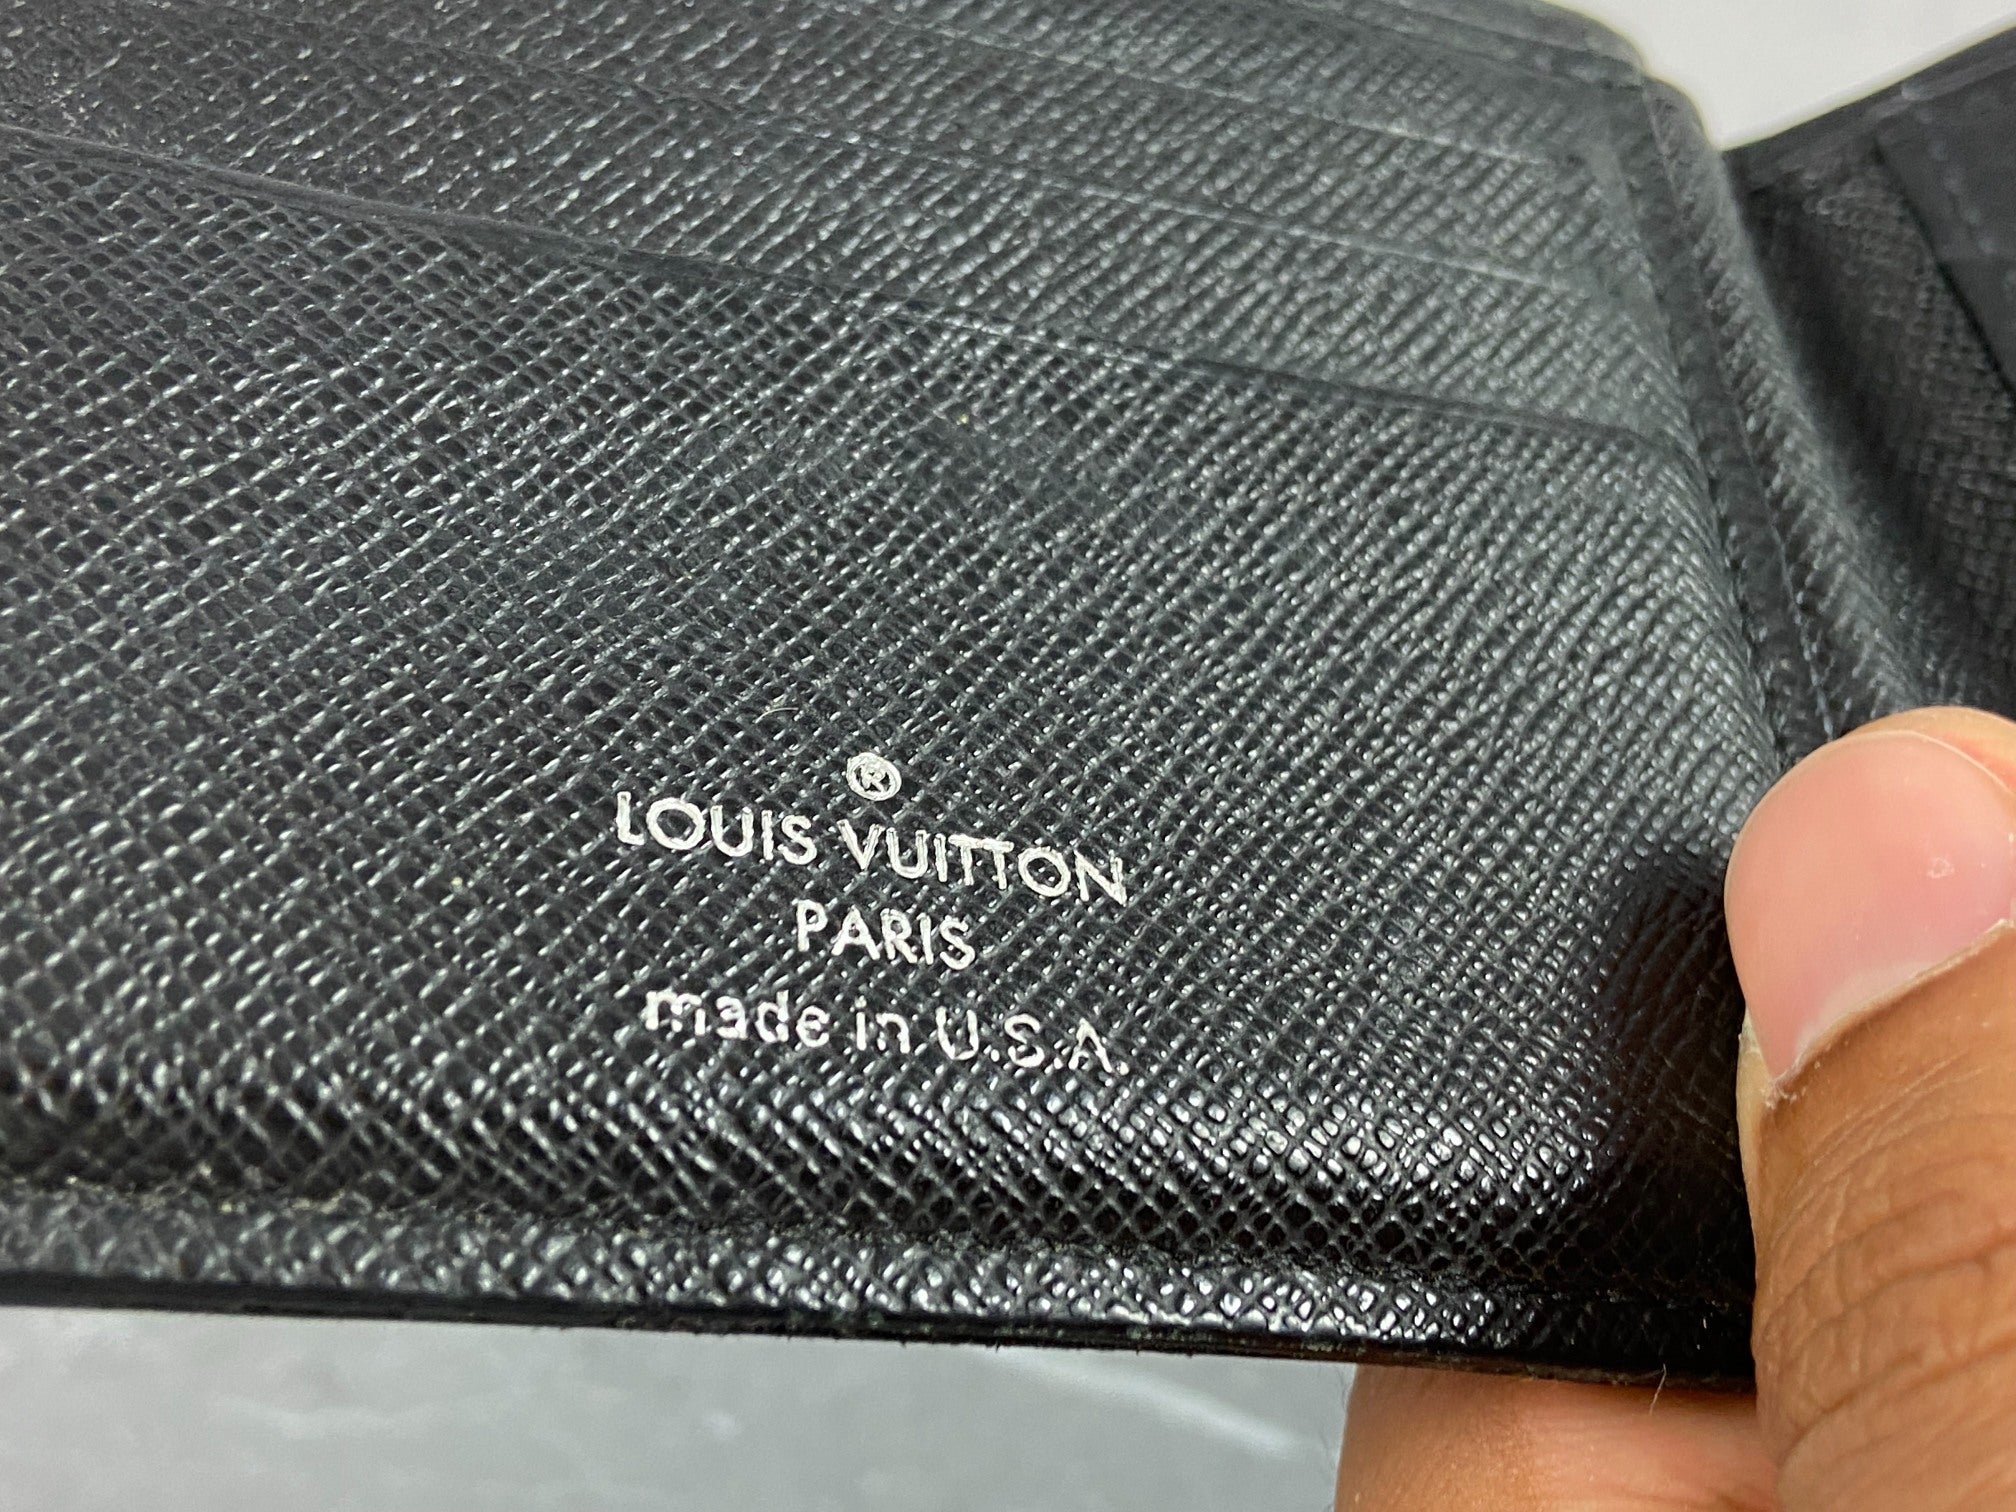 ®
LOUIS VUITTON
PARIS
made in U.S.A.